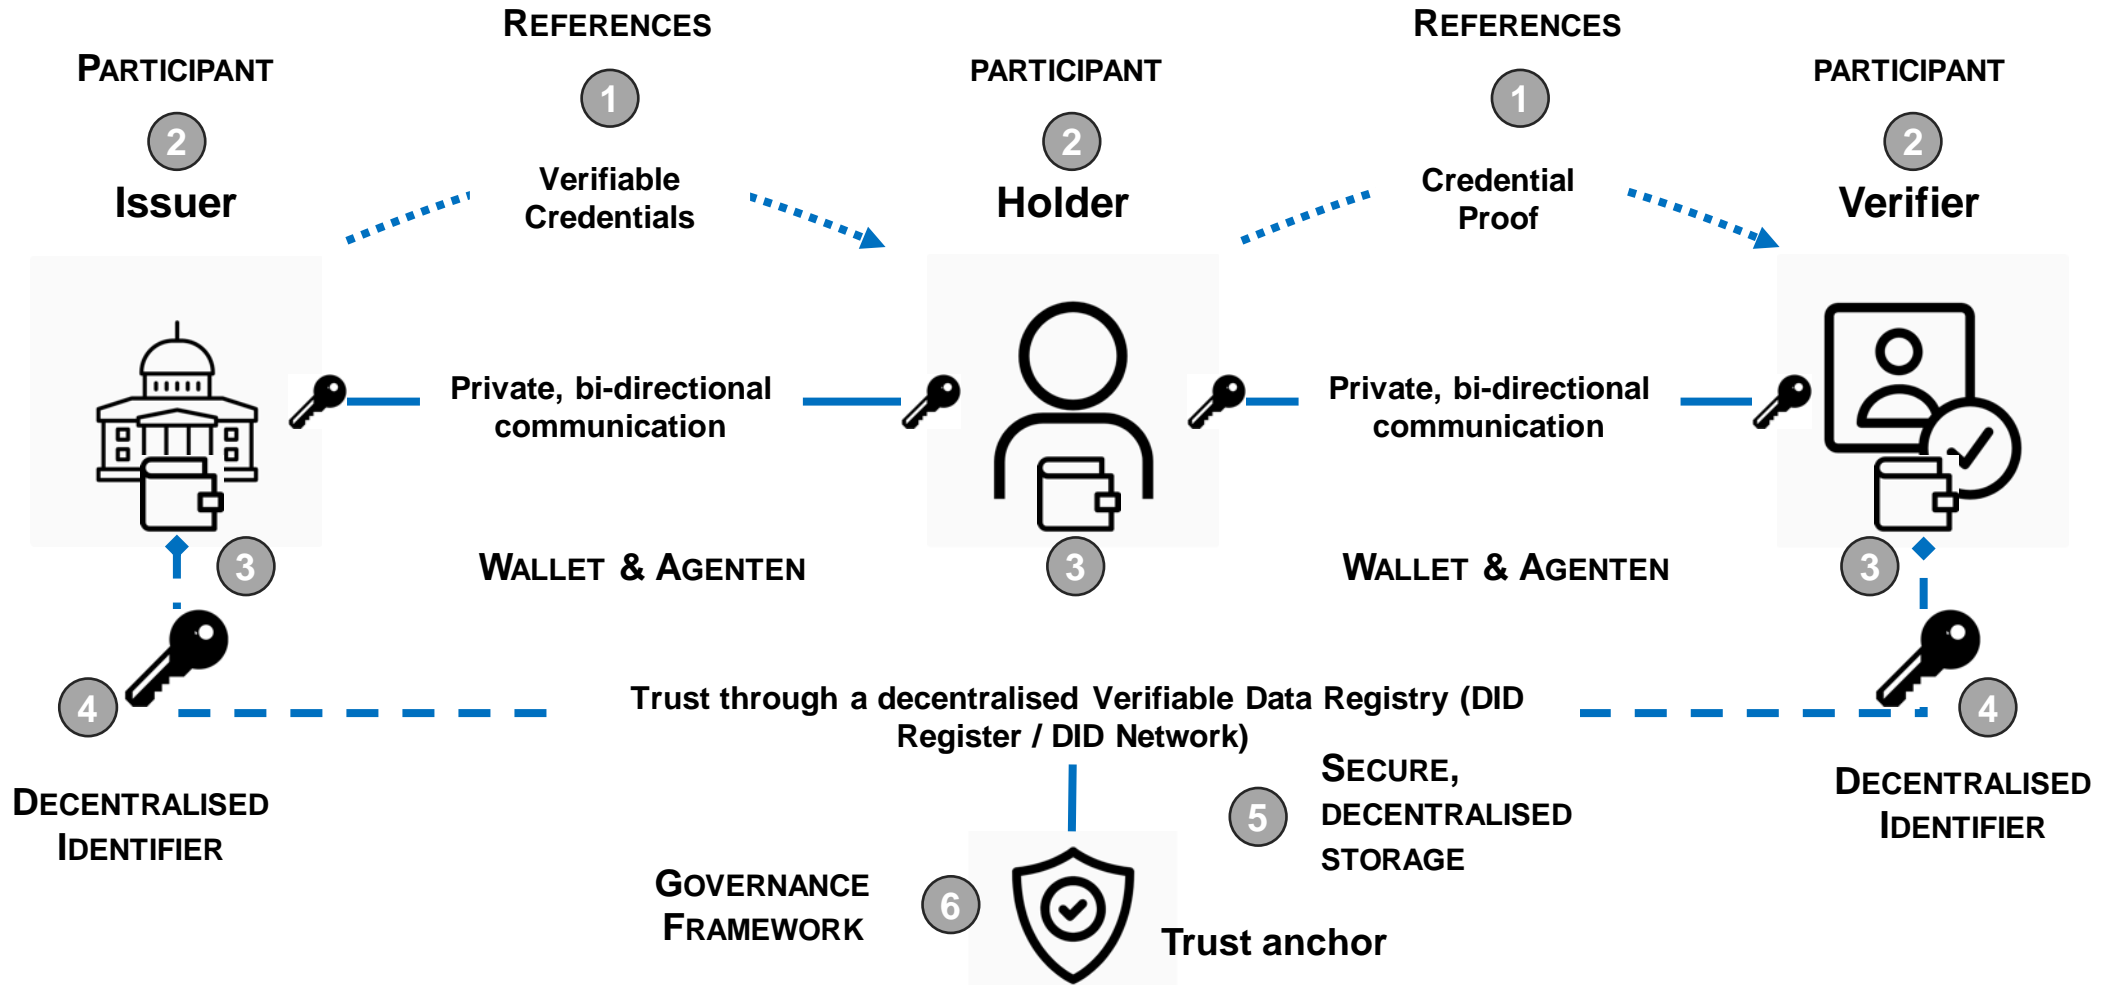 REFERENCES
REFERENCES
PARTICIPANT
PARTICIPANT
PARTICIPANT
1
1
2
2
2
Issuer
Verifiable
Credentials
Holder
Credential
Proof
Verifier
Private, bi-directional
communication
Private, bi-directional
communication
3
WALLET & AGENTEN
3
WALLET & AGENTEN
3
4
Trust through a decentralised Verifiable Data Registry (DID
Register / DID Network)
4
DECENTRALISED
IDENTIFIER
5
SECURE,
DECENTRALISED
STORAGE
DECENTRALISED
IDENTIFIER
GOVERNANCE
FRAMEWORK
6
Trust anchor